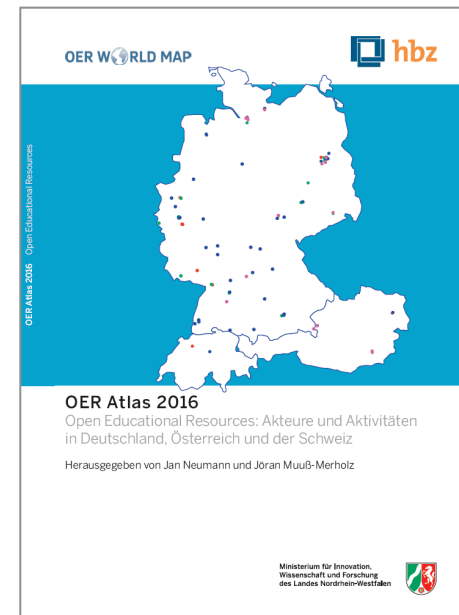 OER WORLD MAP
hbz
OER Atlas 2016 Open Educational Resources
OER Atlas 2016
Open Educational Resources: Akteure und Aktivitäten
in Deutschland, Österreich und der Schweiz
Herausgegeben von Jan Neumann und Jöran Muuß-Merholz
Ministerium für Innovation,
Wissenschaft und Forschung
des Landes Nordrhein-Westfalen